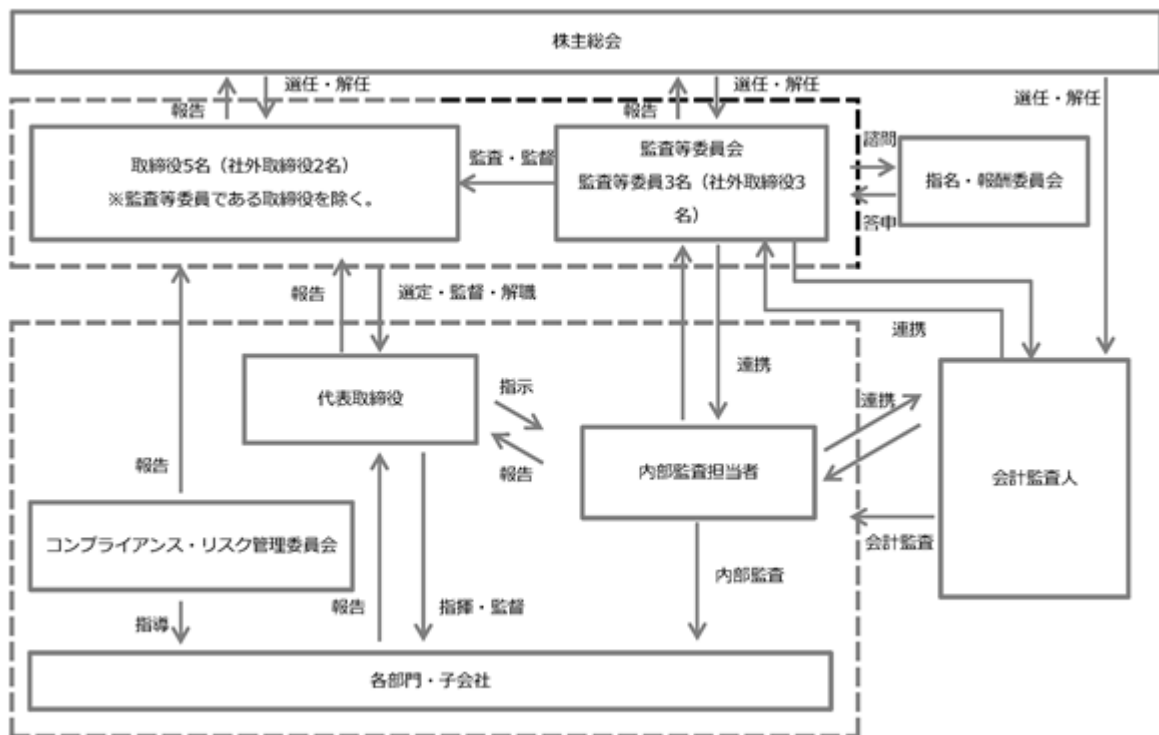 株主総会
選任・解任
報告
選任・解任
報告
選任・解任
取締役5名（社外取締役2名）
※監査等委員である取締役を除く。
監査・監督
監査等委員会
監査等委員3名（社外取締役3
名）
諮問
指名・報酬委員会
答申
報告
選定・監督・解職
連携
代表取締役
指示
連携
連携
報告
報告
内部監査担当者
会計監査人
コンプライアンス・リスク管理委員会
会計監査
内部監査
指導
報告
指揮・監督
各部門・子会社